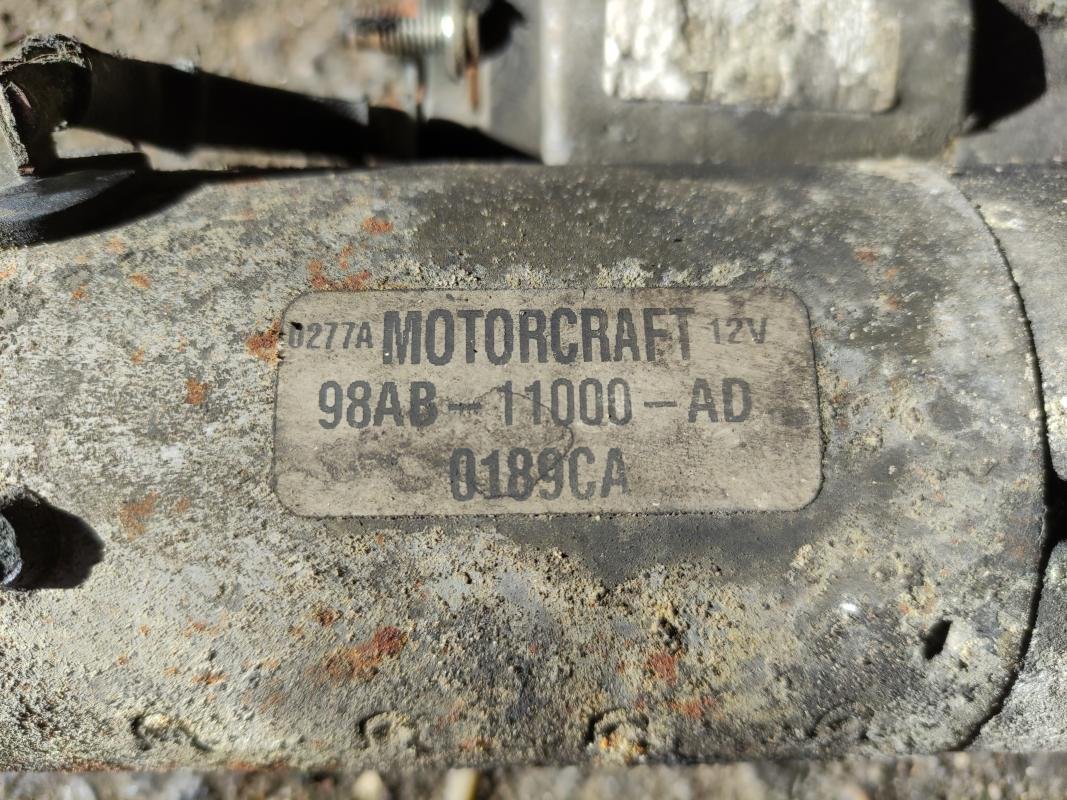 0277A MOTORCRAFT 12V
98AB-11000-AD
0189CA